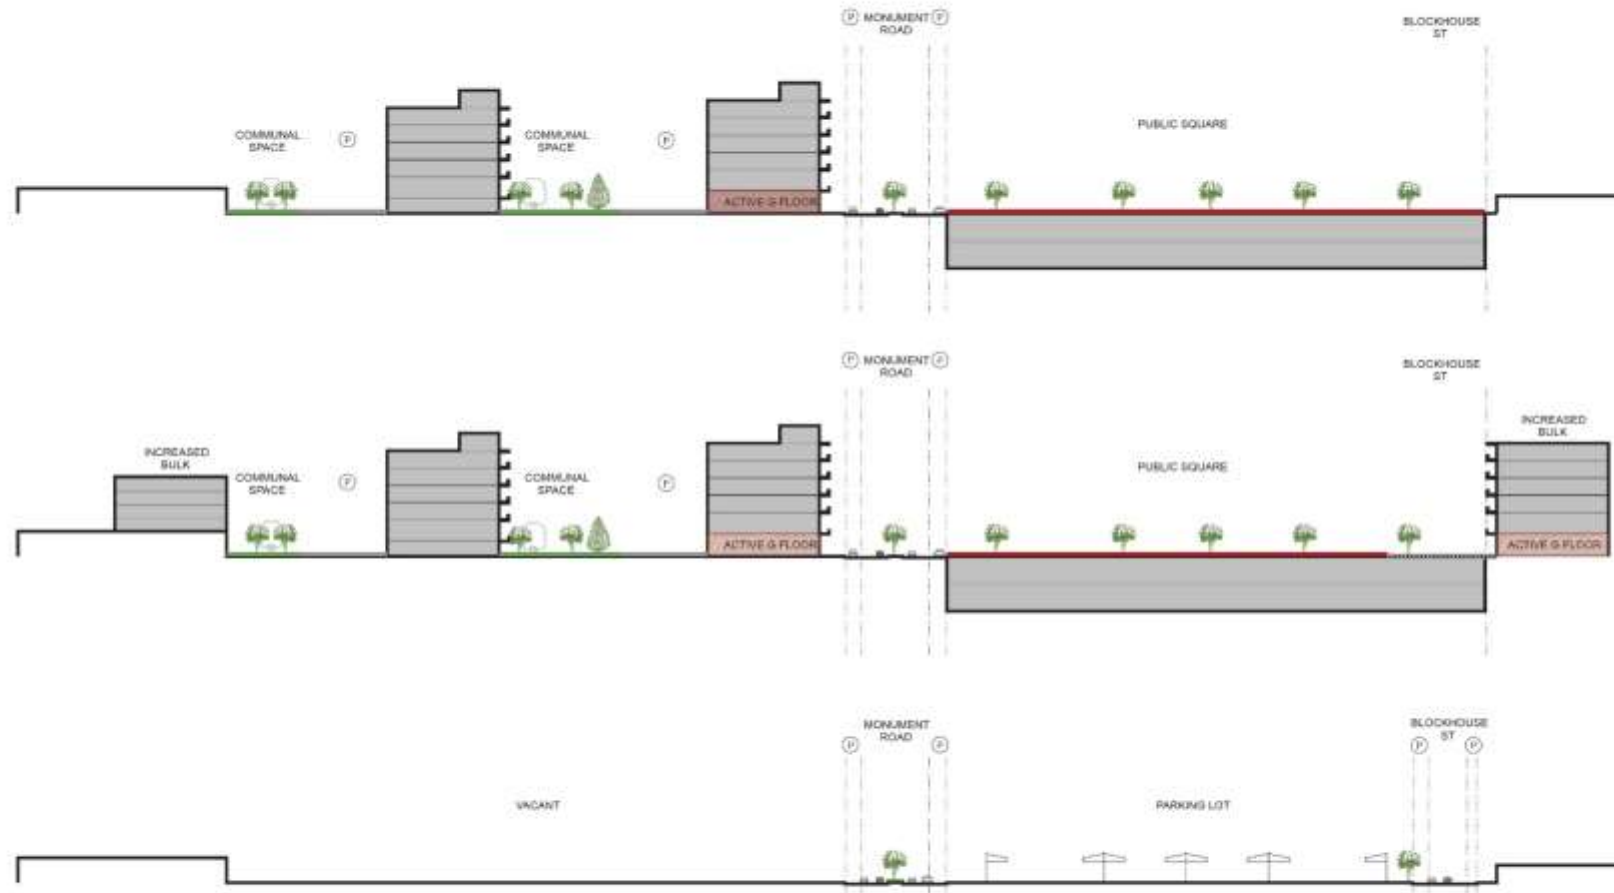 Ⓟ MONUMENT Ⓟ
ROAD
BLOCKHOUSE
ST
COMMUNAL
SPACE
Ⓟ
COMMUNAL
SPACE
Ⓟ
PUBLIC SQUARE
ACTIVE G FLOOR
Ⓟ MONUMENT Ⓟ
ROAD
BLOCKHOUSE
ST
INCREASED
BULK
INCREASED
BULK
COMMUNAL
SPACE
Ⓟ
COMMUNAL
SPACE
Ⓟ
PUBLIC SQUARE
ACTIVE G FLOOR
ACTIVE G FLOOR
MONUMENT
ROAD
Ⓟ
Ⓟ
BLOCKHOUSE
ST
Ⓟ
Ⓟ
VACANT
PARKING LOT